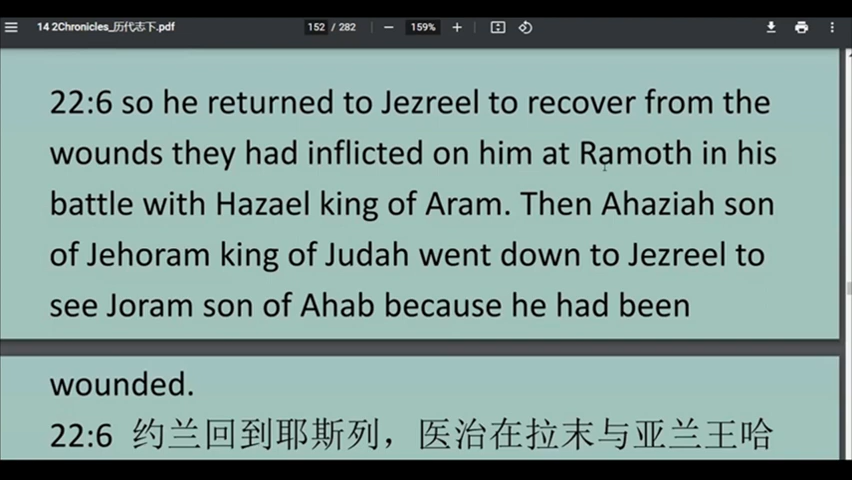 14 2Chronicles_历代志下.pdf 152 / 282 159%
22:6 so he returned to Jezreel to recover from the
wounds they had inflicted on him at Ramoth in his
battle with Hazael king of Aram. Then Ahaziah son
of Jehoram king of Judah went down to Jezreel to
see Joram son of Ahab because he had been
wounded.
22:6 约兰回到耶斯列，医治在拉末与亚兰王哈